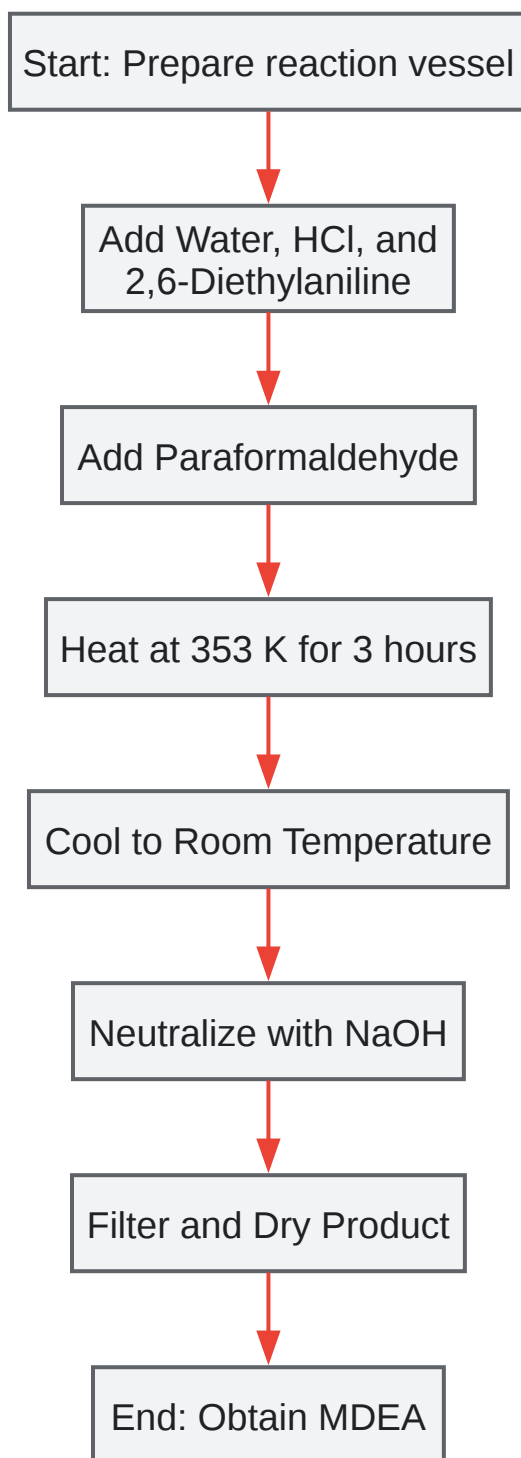 Start: Prepare reaction vessel
Add Water, HCl, and
2,6-Diethylaniline
Add Paraformaldehyde
Heat at 353 K for 3 hours
Cool to Room Temperature
Neutralize with NaOH
Filter and Dry Product
End: Obtain MDEA